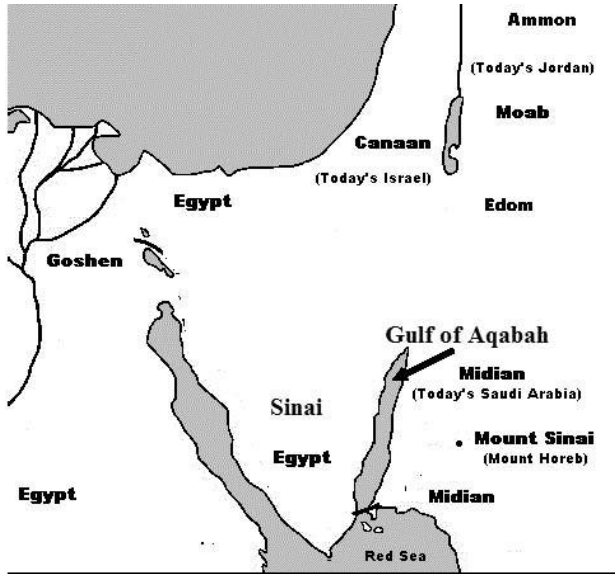 Ammon
(Today's Jordan)
Moab
Canaan
(Today's Israel)
Egypt
Edom
Goshen
Gulf of Aqabah
Midian
(Today's Saudi Arabia)
Sinai
Mount Sinai
(Mount Horeb)
Egypt
Egypt
Midian
Red Sea